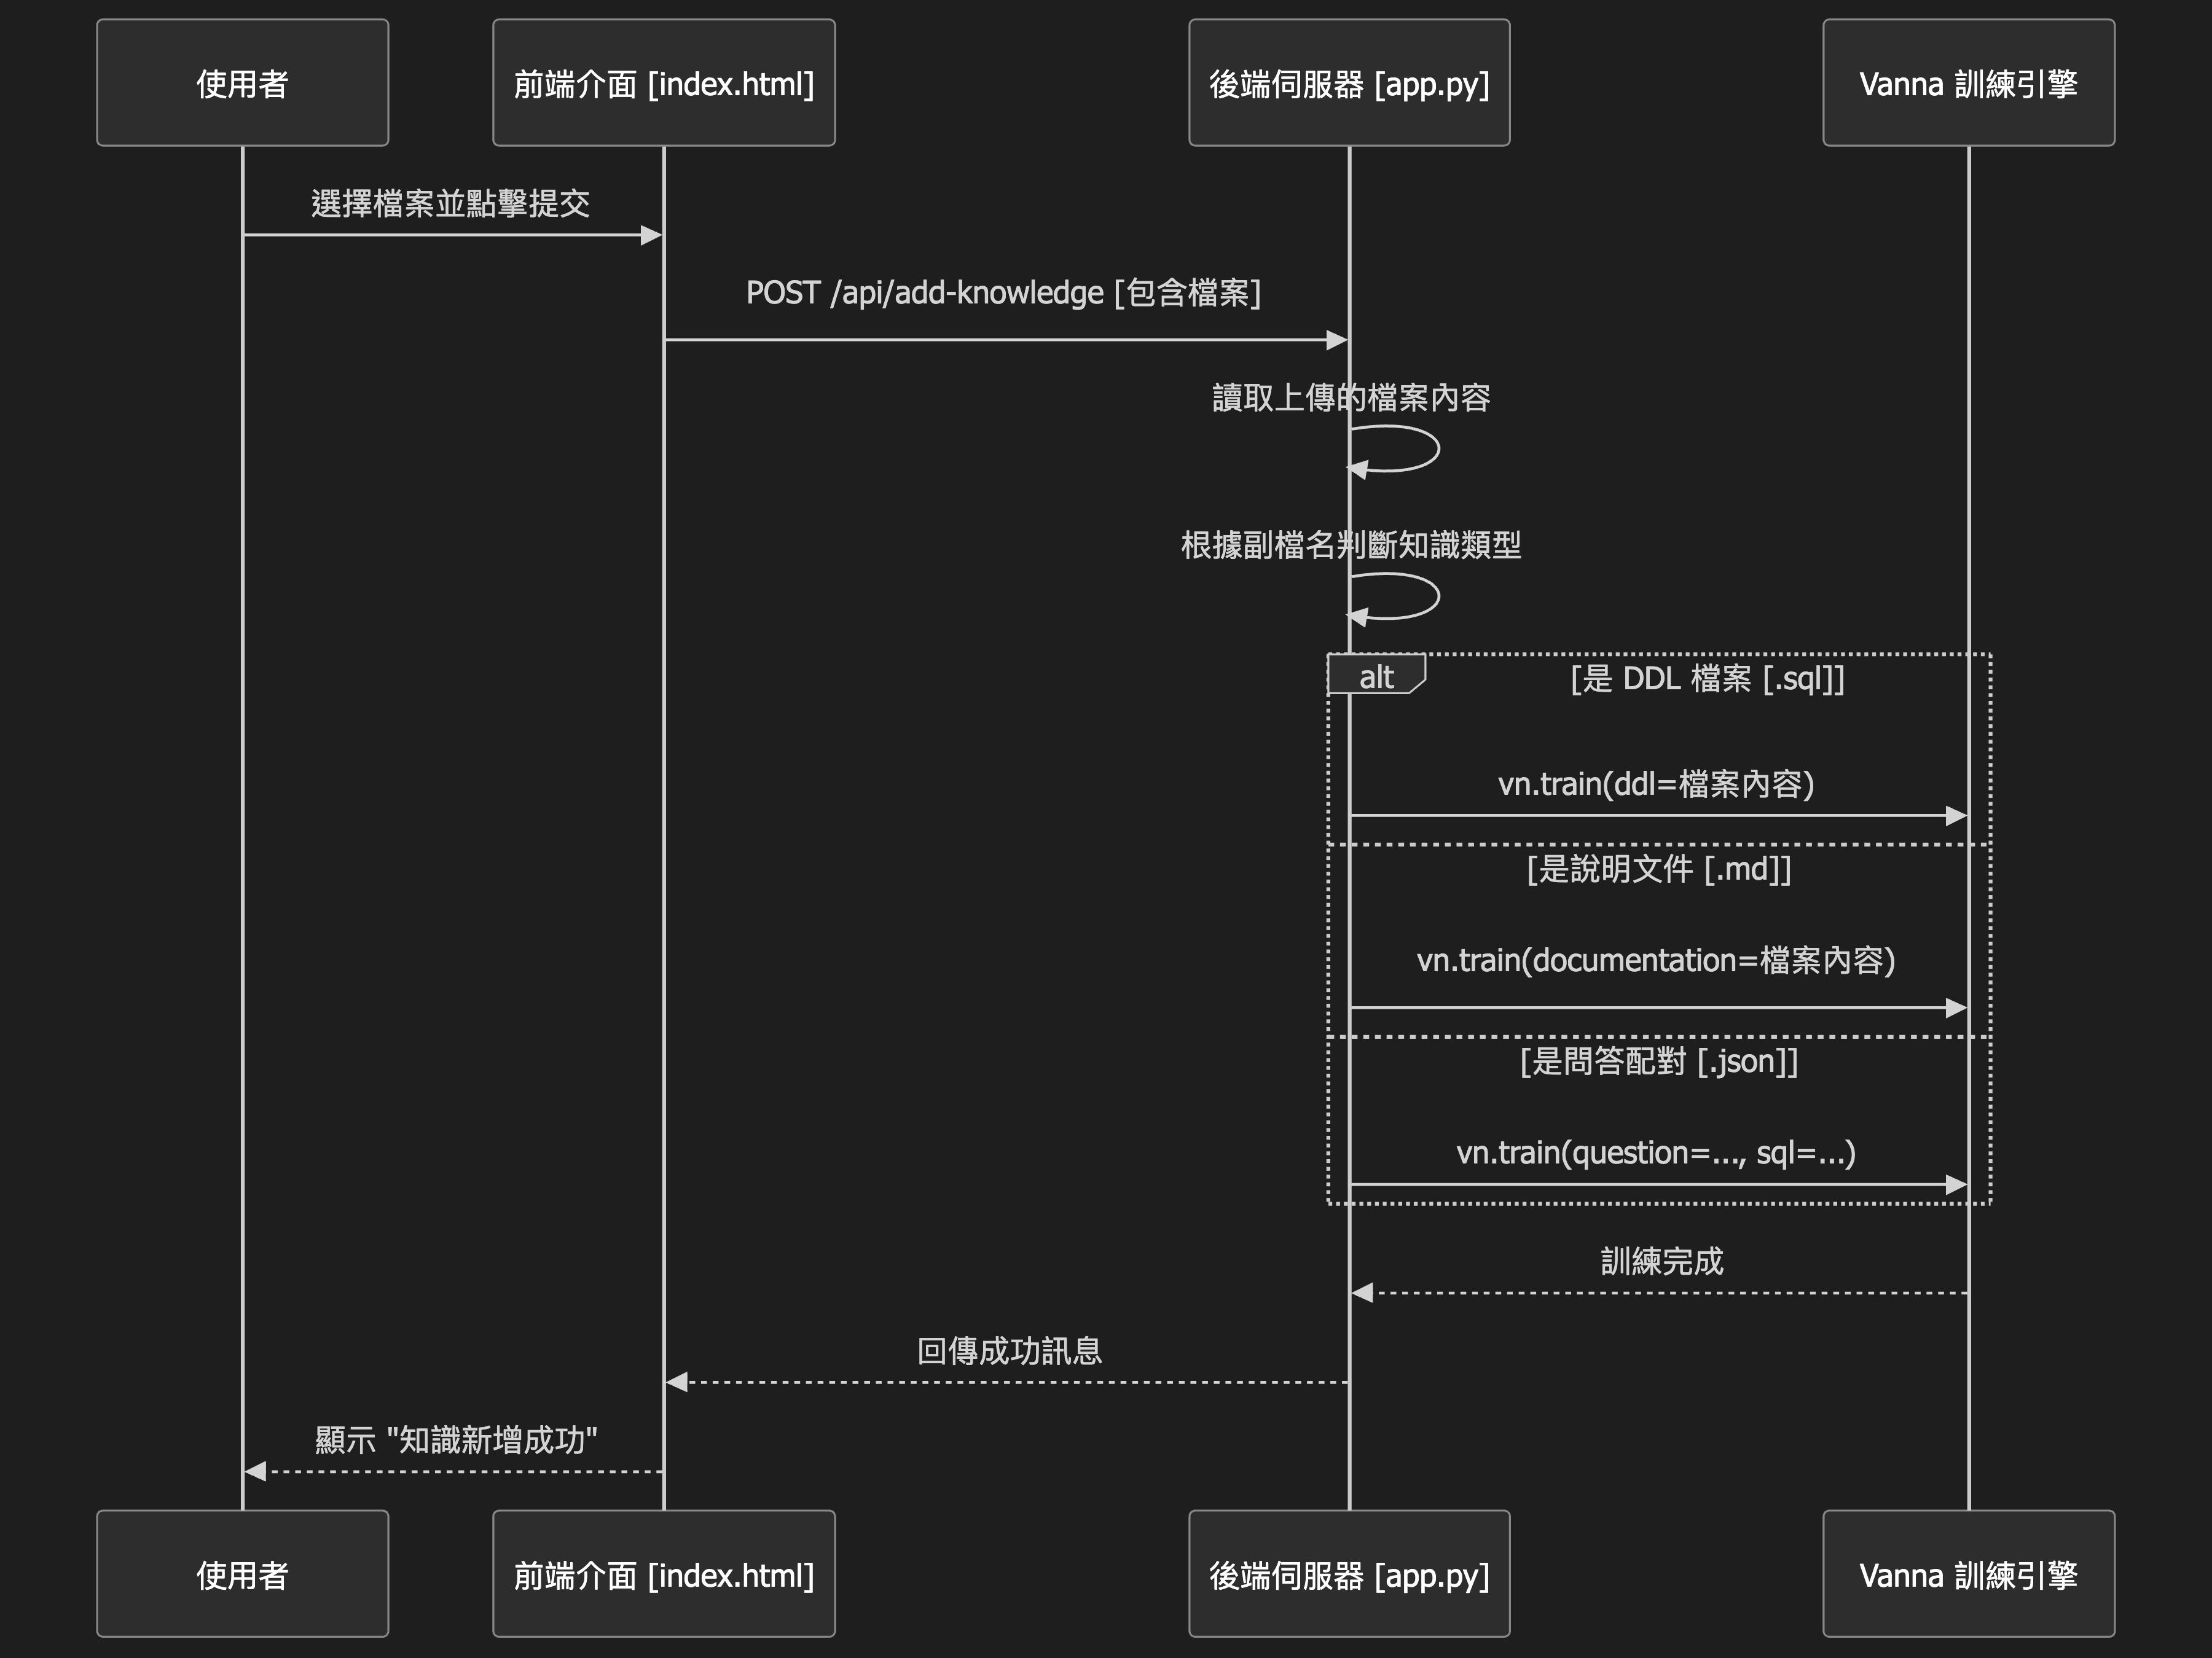 使用者
前端介面 [index.html]
後端伺服器 [app.py]
Vanna 訓練引擎
選擇檔案並點擊提交
POST /api/add-knowledge [包含檔案]
讀取上傳的檔案內容
根據副檔名判斷知識類型
alt
[是 DDL 檔案 [.sql]]
vn.train(ddl=檔案內容)
[是說明文件 [.md]]
vn.train(documentation=檔案內容)
[是問答配對 [.json]]
vn.train(question=..., sql=...)
訓練完成
回傳成功訊息
顯示 "知識新增成功"
使用者
前端介面 [index.html]
後端伺服器 [app.py]
Vanna 訓練引擎